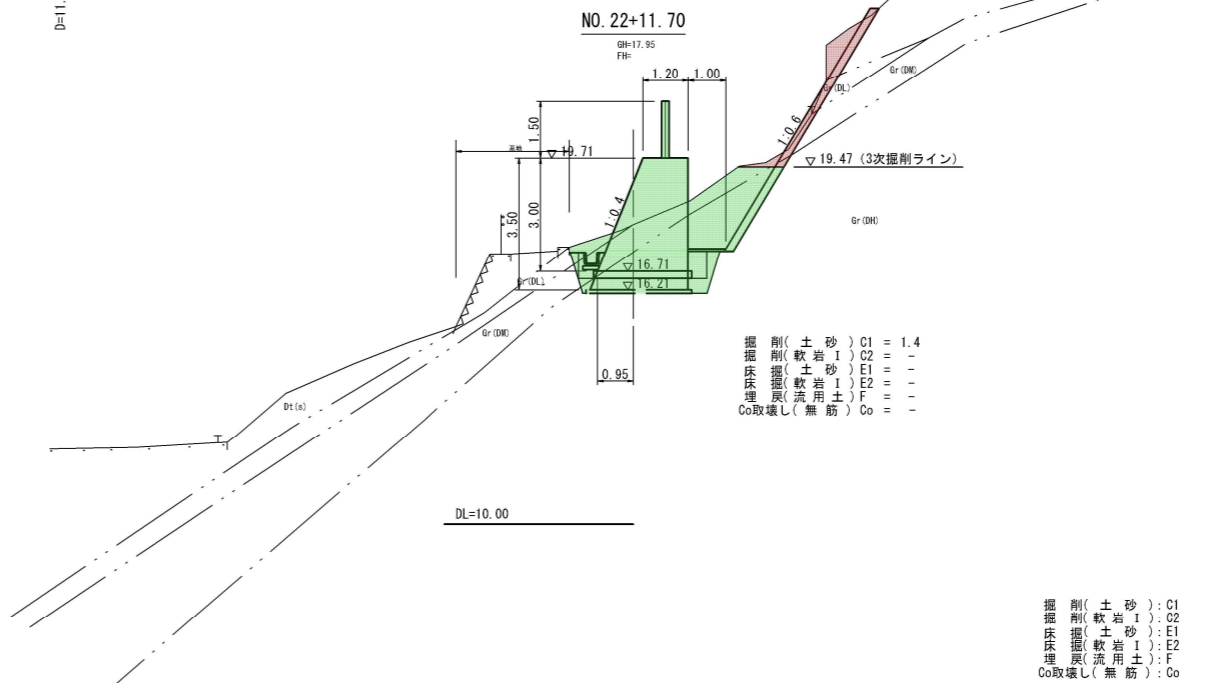 D=11.
NO. 22+11.70
GH=17.95
FH=
1.20
1.00
1.50
19.71
3.50
3.00
1:0.4
1:0.6
Gr(DL)
Gr(DM)
19.47 (3次掘削ライン)
Gr(DH)
16.71
16.21
Gr(DL)
Gr(DM)
0.95
Dt(s)
掘 削( 土 砂 ) C1 = 1.4
掘 削( 軟 岩 I ) C2 = -
床 掘( 土 砂 ) E1 = -
床 掘( 軟 岩 I ) E2 = -
埋 戻( 流 用 土 ) F = -
Co取壊し( 無 筋 ) Co = -
DL=10.00
掘 削( 土 砂 ) : C1
掘 削( 軟 岩 I ) : C2
床 掘( 土 砂 ) : E1
床 掘( 軟 岩 I ) : E2
埋 戻( 流 用 土 ) : F
Co取壊し( 無 筋 ) : Co